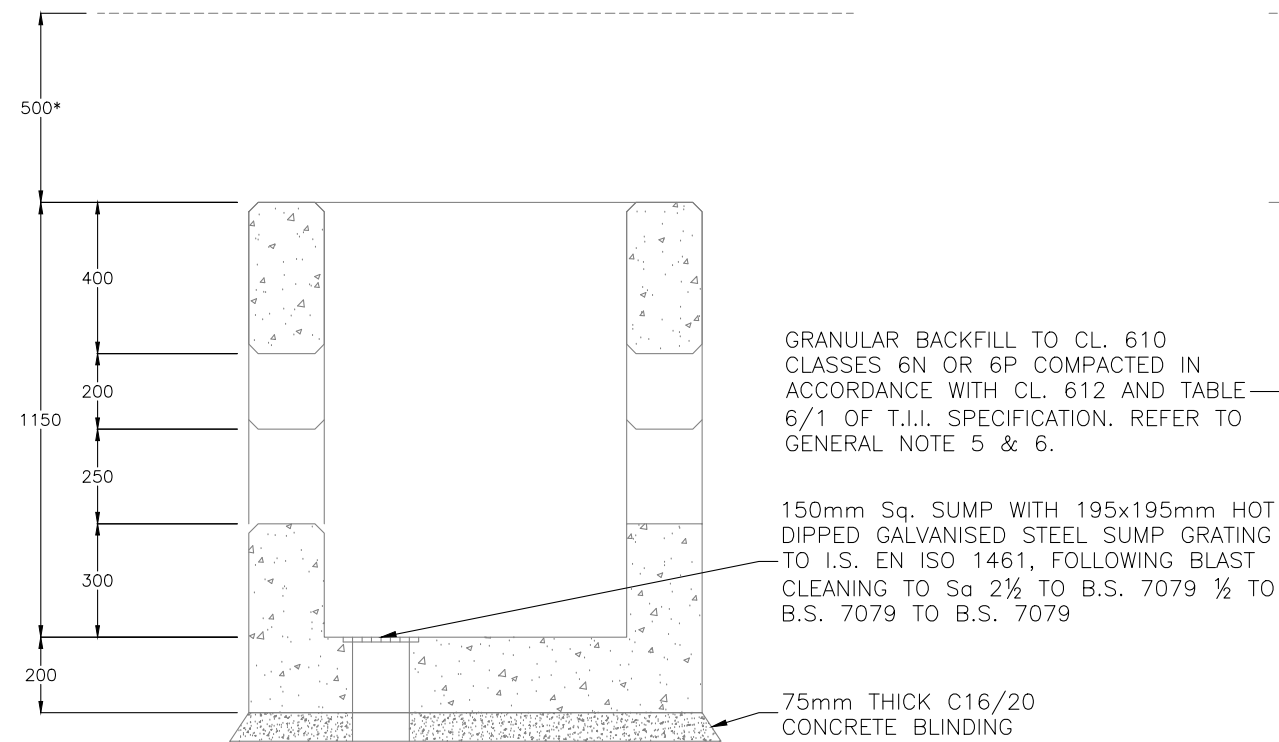 500*
400
200
1150
250
300
200
GRANULAR BACKFILL TO CL. 610
CLASSES 6N OR 6P COMPACTED IN
ACCORDANCE WITH CL. 612 AND TABLE
6/1 OF T.I.I. SPECIFICATION. REFER TO
GENERAL NOTE 5 & 6.
150mm Sq. SUMP WITH 195x195mm HOT
DIPPED GALVANISED STEEL SUMP GRATING
TO I.S. EN ISO 1461, FOLLOWING BLAST
CLEANING TO Sa 2½ TO B.S. 7079 ½ TO
B.S. 7079 TO B.S. 7079
75mm THICK C16/20
CONCRETE BLINDING